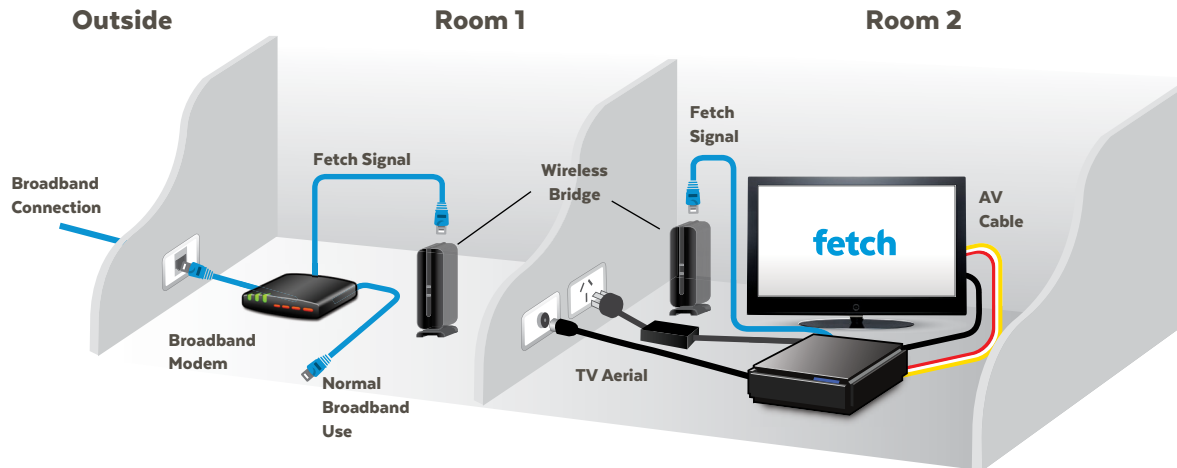 Outside
Room 1
Room 2
Fetch
Signal
Fetch Signal
Wireless
Bridge
Broadband
Connection
AV
Cable
fetch
Broadband
Modem
TV Aerial
Normal
Broadband
Use